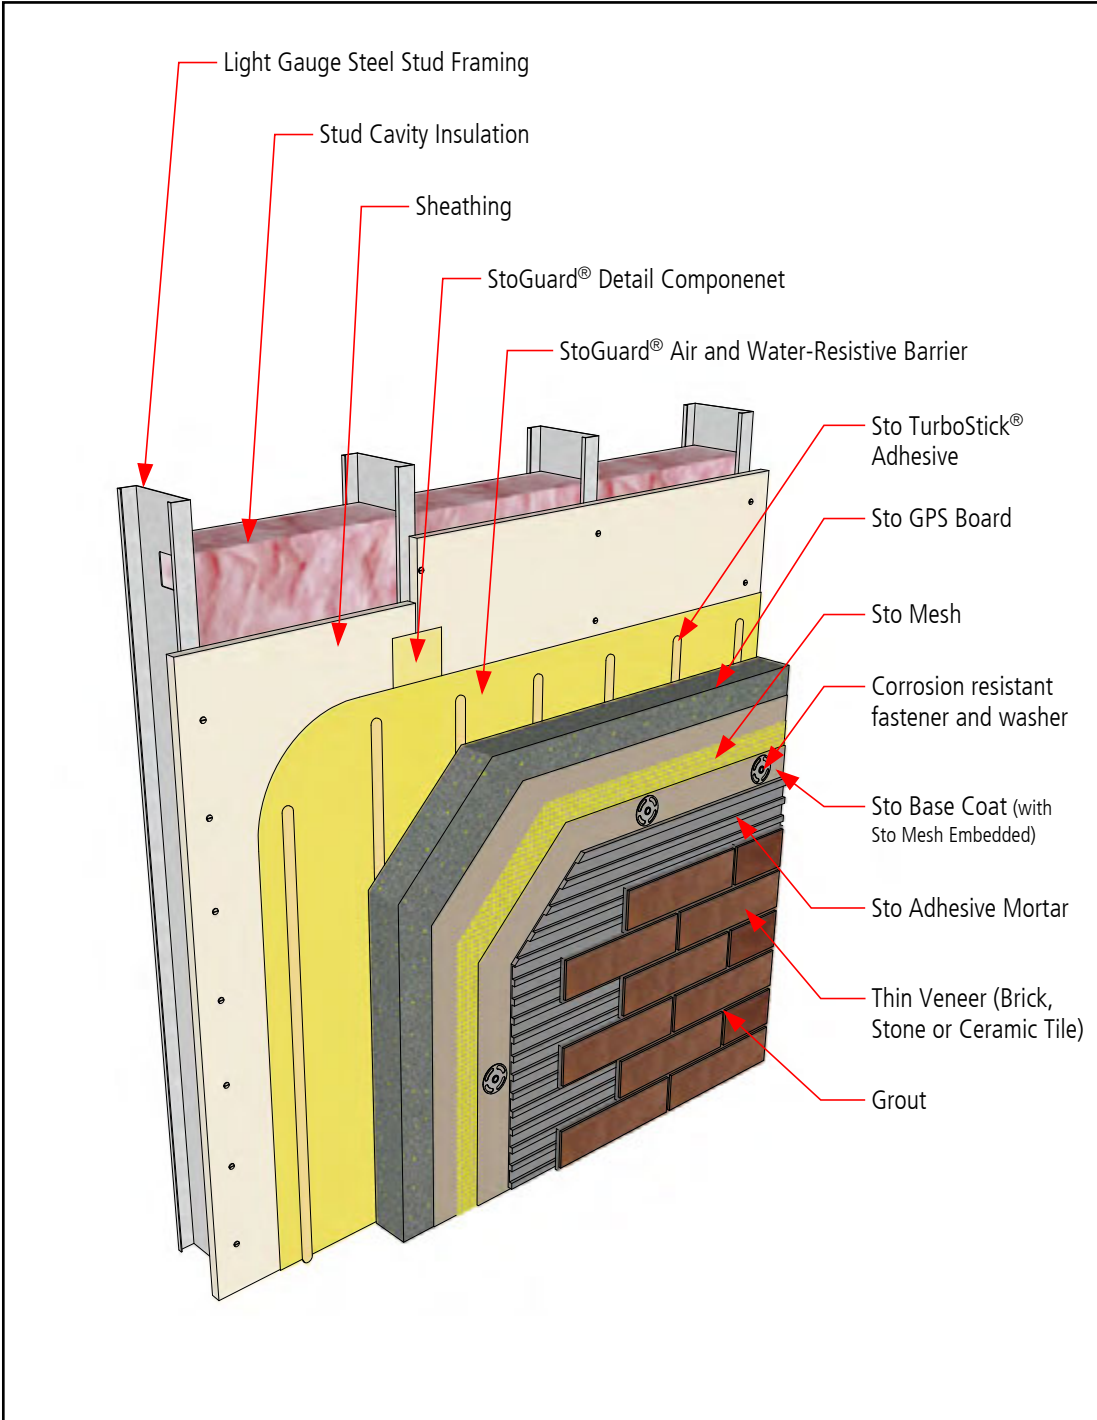 Light Gauge Steel Stud Framing
Stud Cavity Insulation
Sheathing
StoGuard® Detail Componenet
StoGuard® Air and Water-Resistive Barrier
Sto TurboStick®
Adhesive
Sto GPS Board
Sto Mesh
Corrosion resistant
fastener and washer
Sto Base Coat (with
Sto Mesh Embedded)
Sto Adhesive Mortar
Thin Veneer (Brick,
Stone or Ceramic Tile)
Grout